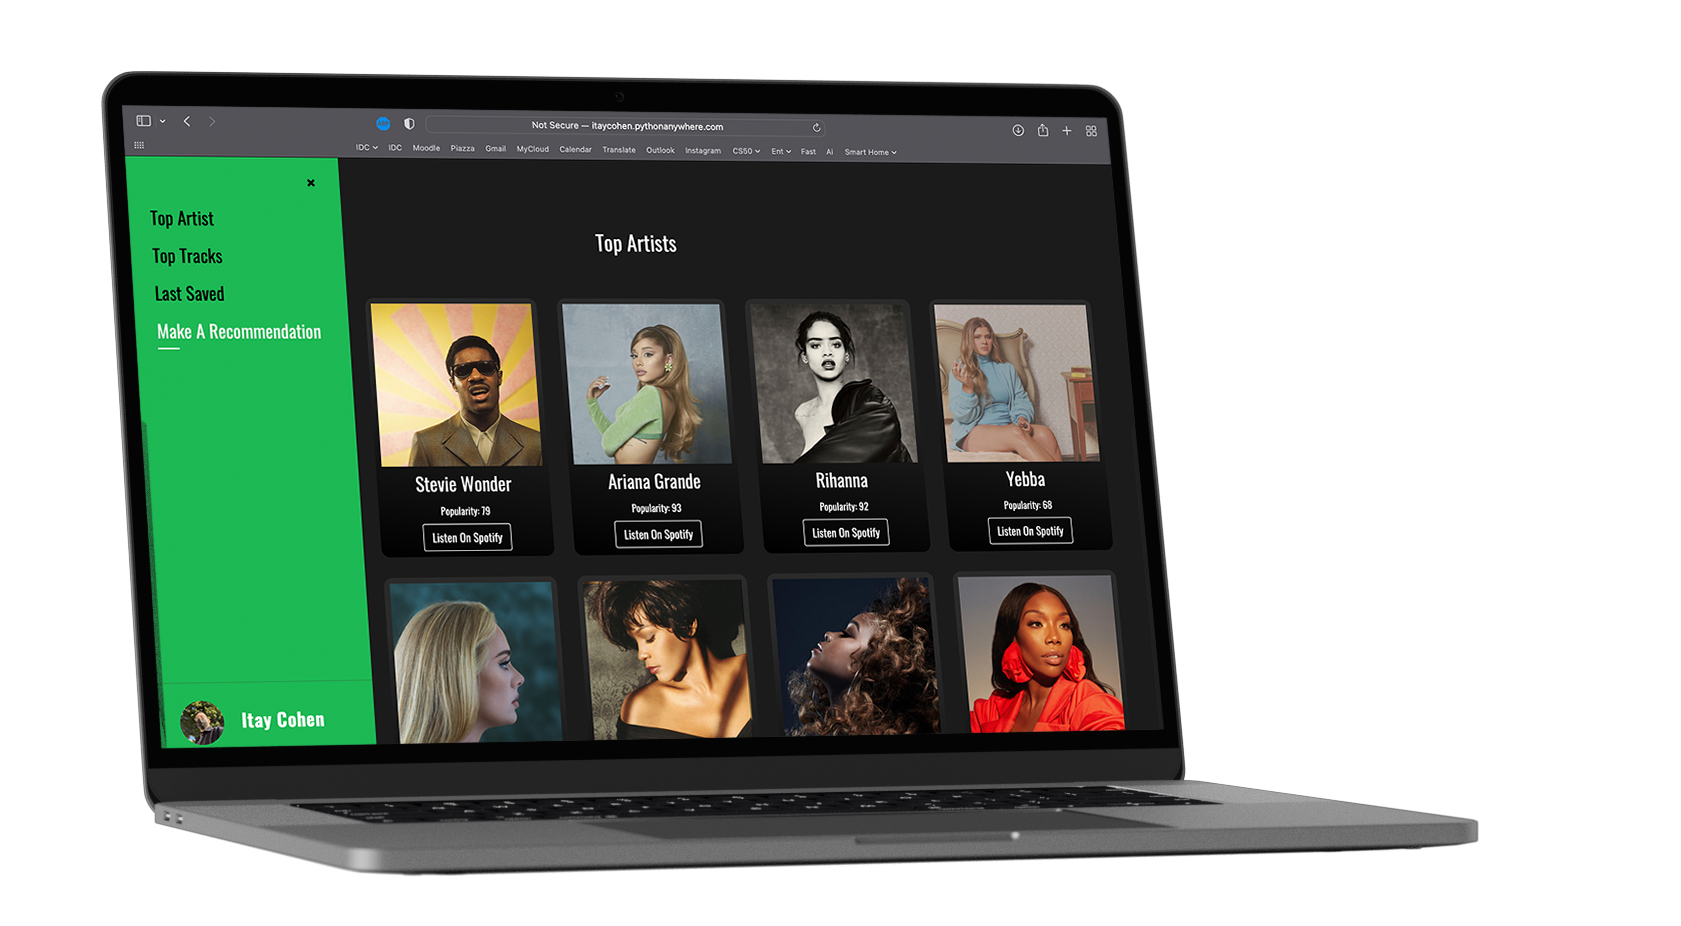 Not Secure — itaycohen.pythonanywhere.com
IDC IDC Moodle Piazza Gmail MyCloud Calendar Translate Outlook Instagram CS50 Ent Fast Ai Smart Home
Top Artist
Top Tracks
Last Saved
Make A Recommendation
Itay Cohen
Top Artists
Stevie Wonder
Popularity: 79
Listen On Spotify
Ariana Grande
Popularity: 93
Listen On Spotify
Rihanna
Popularity: 92
Listen On Spotify
Yebba
Popularity: 68
Listen On Spotify